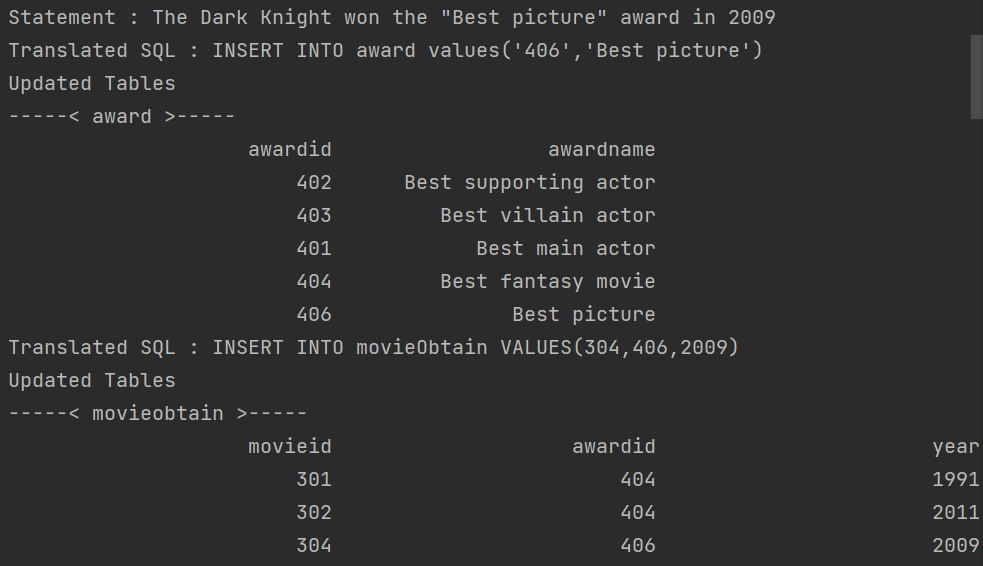 Statement : The Dark Knight won the "Best picture" award in 2009
Translated SQL : INSERT INTO award values('406','Best picture')
Updated Tables
-----< award >-----
awardid awardname
402 Best supporting actor
403 Best villain actor
401 Best main actor
404 Best fantasy movie
406 Best picture
Translated SQL : INSERT INTO movieObtain VALUES(304,406,2009)
Updated Tables
-----< movieobtain >-----
movieid awardid year
301 404 1991
302 404 2011
304 406 2009